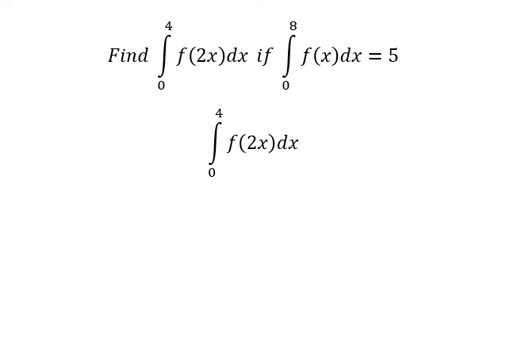 Find ∫₀⁴ f(2x)dx if ∫₀⁸ f(x)dx = 5
∫₀⁴ f(2x)dx